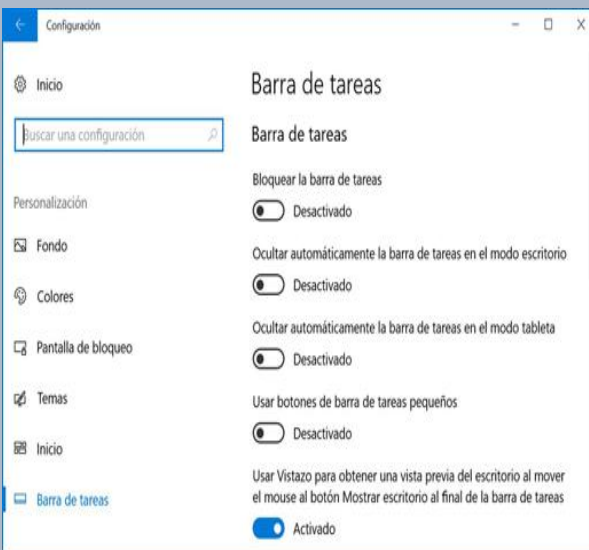 Configuración
Inicio
Buscar una configuración
Personalización
Fondo
Colores
Pantalla de bloqueo
Temas
Inicio
Barra de tareas
Barra de tareas
Barra de tareas
Bloquear la barra de tareas
Desactivado
Ocultar automáticamente la barra de tareas en el modo escritorio
Desactivado
Ocultar automáticamente la barra de tareas en el modo tableta
Desactivado
Usar botones de barra de tareas pequeños
Desactivado
Usar Vistazo para obtener una vista previa del escritorio al mover
el mouse al botón Mostrar escritorio al final de la barra de tareas
Activado